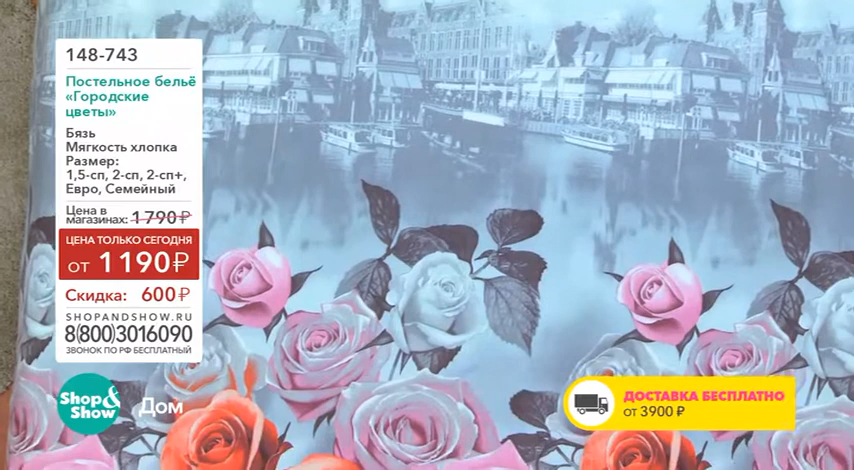 148-743
Постельное бельё
«Городские
цветы»
Бязь
Мягкость хлопка
Размер:
1,5-сп, 2-сп, 2-сп+,
Евро, Семейный
Цена в
магазинах: 1790 ₽
ЦЕНА ТОЛЬКО СЕГОДНЯ
от 1190₽
Скидка: 600₽
SHOPANDSHOW.RU
8(800)3016090
ЗВОНОК ПО РФ БЕСПЛАТНЫЙ
Shop&
Show
Дом
ДОСТАВКА БЕСПЛАТНО
от 3900 ₽